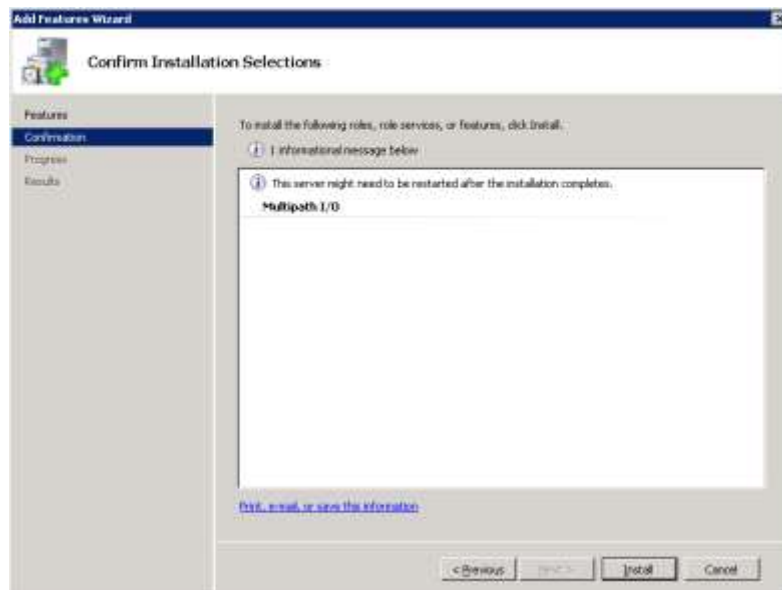 Add Features Wizard
Confirm Installation Selections
Features
Confirmation
Progress
Results
To install the following roles, role services, or features, click Install.
1 informational message below
This server might need to be restarted after the installation completes.
Multipath I/O
Print, e-mail, or save this information
< Previous
Next >
Install
Cancel